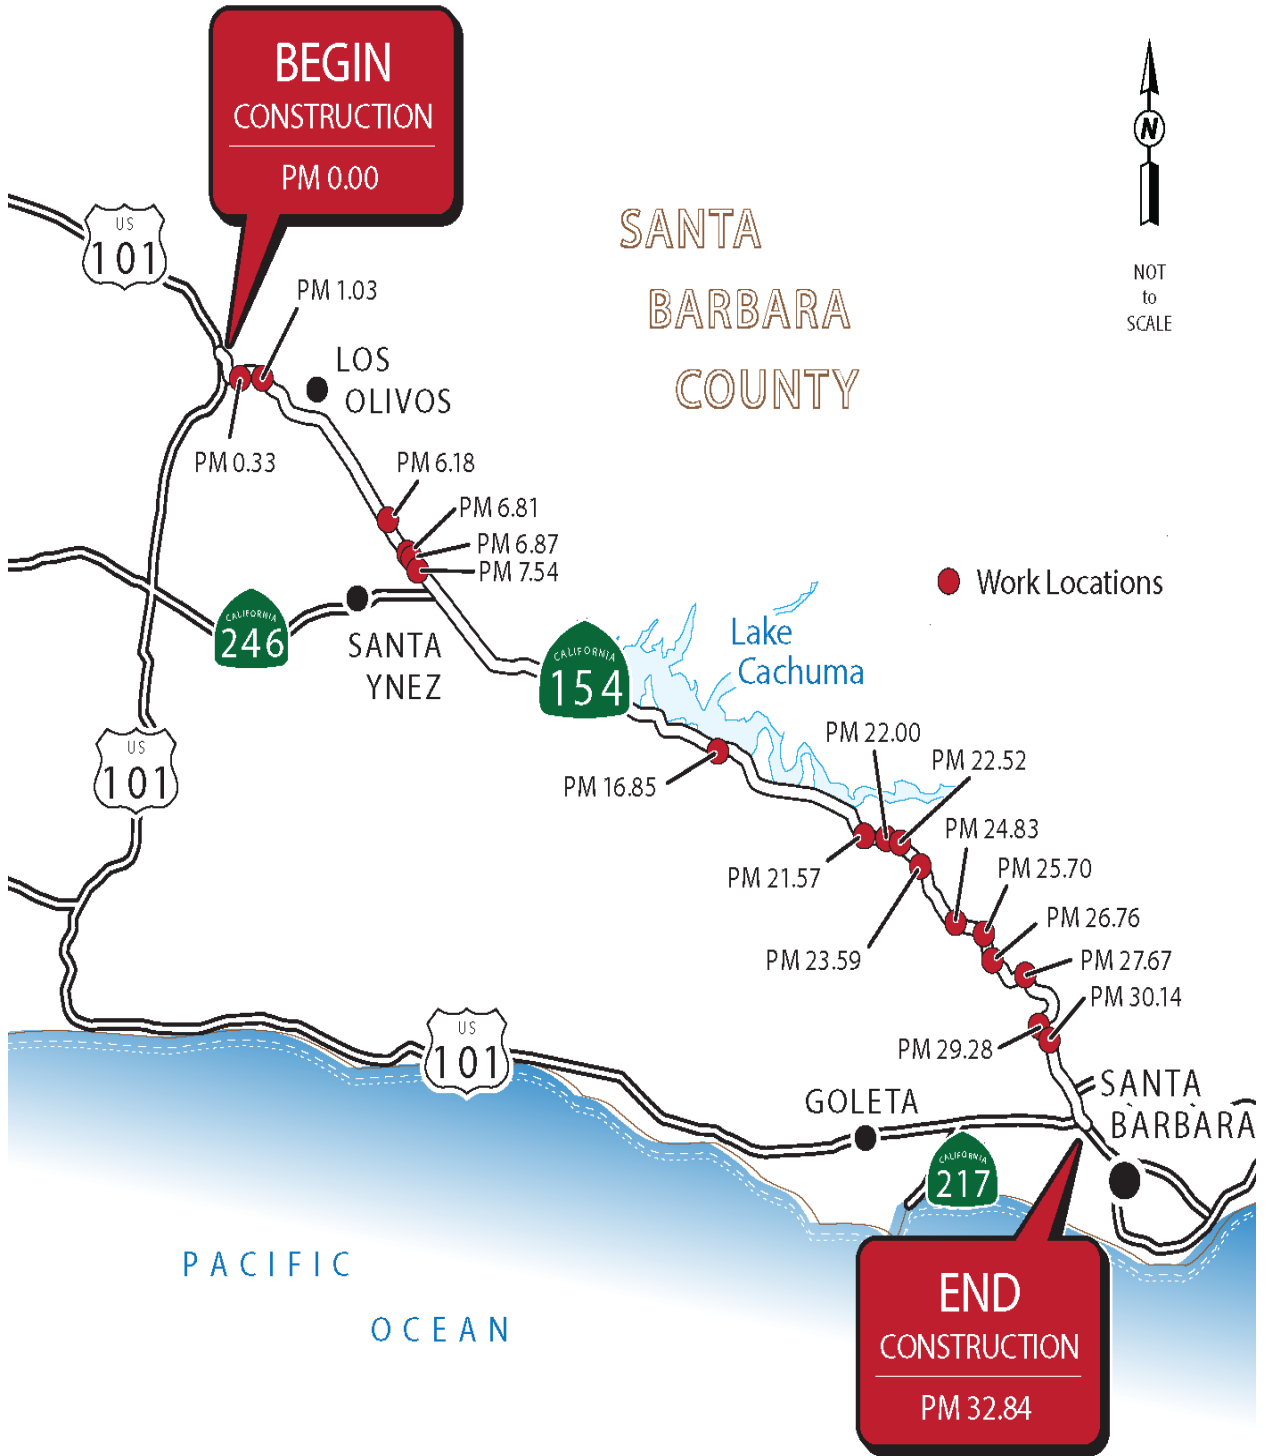 BEGIN
CONSTRUCTION
PM 0.00
N
NOT
to
SCALE
US
101
SANTA
BARBARA
COUNTY
PM 1.03
LOS
OLIVOS
PM 0.33
PM 6.18
PM 6.81
PM 6.87
PM 7.54
Work Locations
CALIFORNIA
246
SANTA
YNEZ
CALIFORNIA
154
Lake
Cachuma
US
101
PM 16.85
PM 22.00
PM 22.52
PM 24.83
PM 21.57
PM 25.70
PM 26.76
PM 23.59
PM 27.67
PM 30.14
PM 29.28
US
101
GOLETA
SANTA
BARBARA
CALIFORNIA
217
PACIFIC
OCEAN
END
CONSTRUCTION
PM 32.84